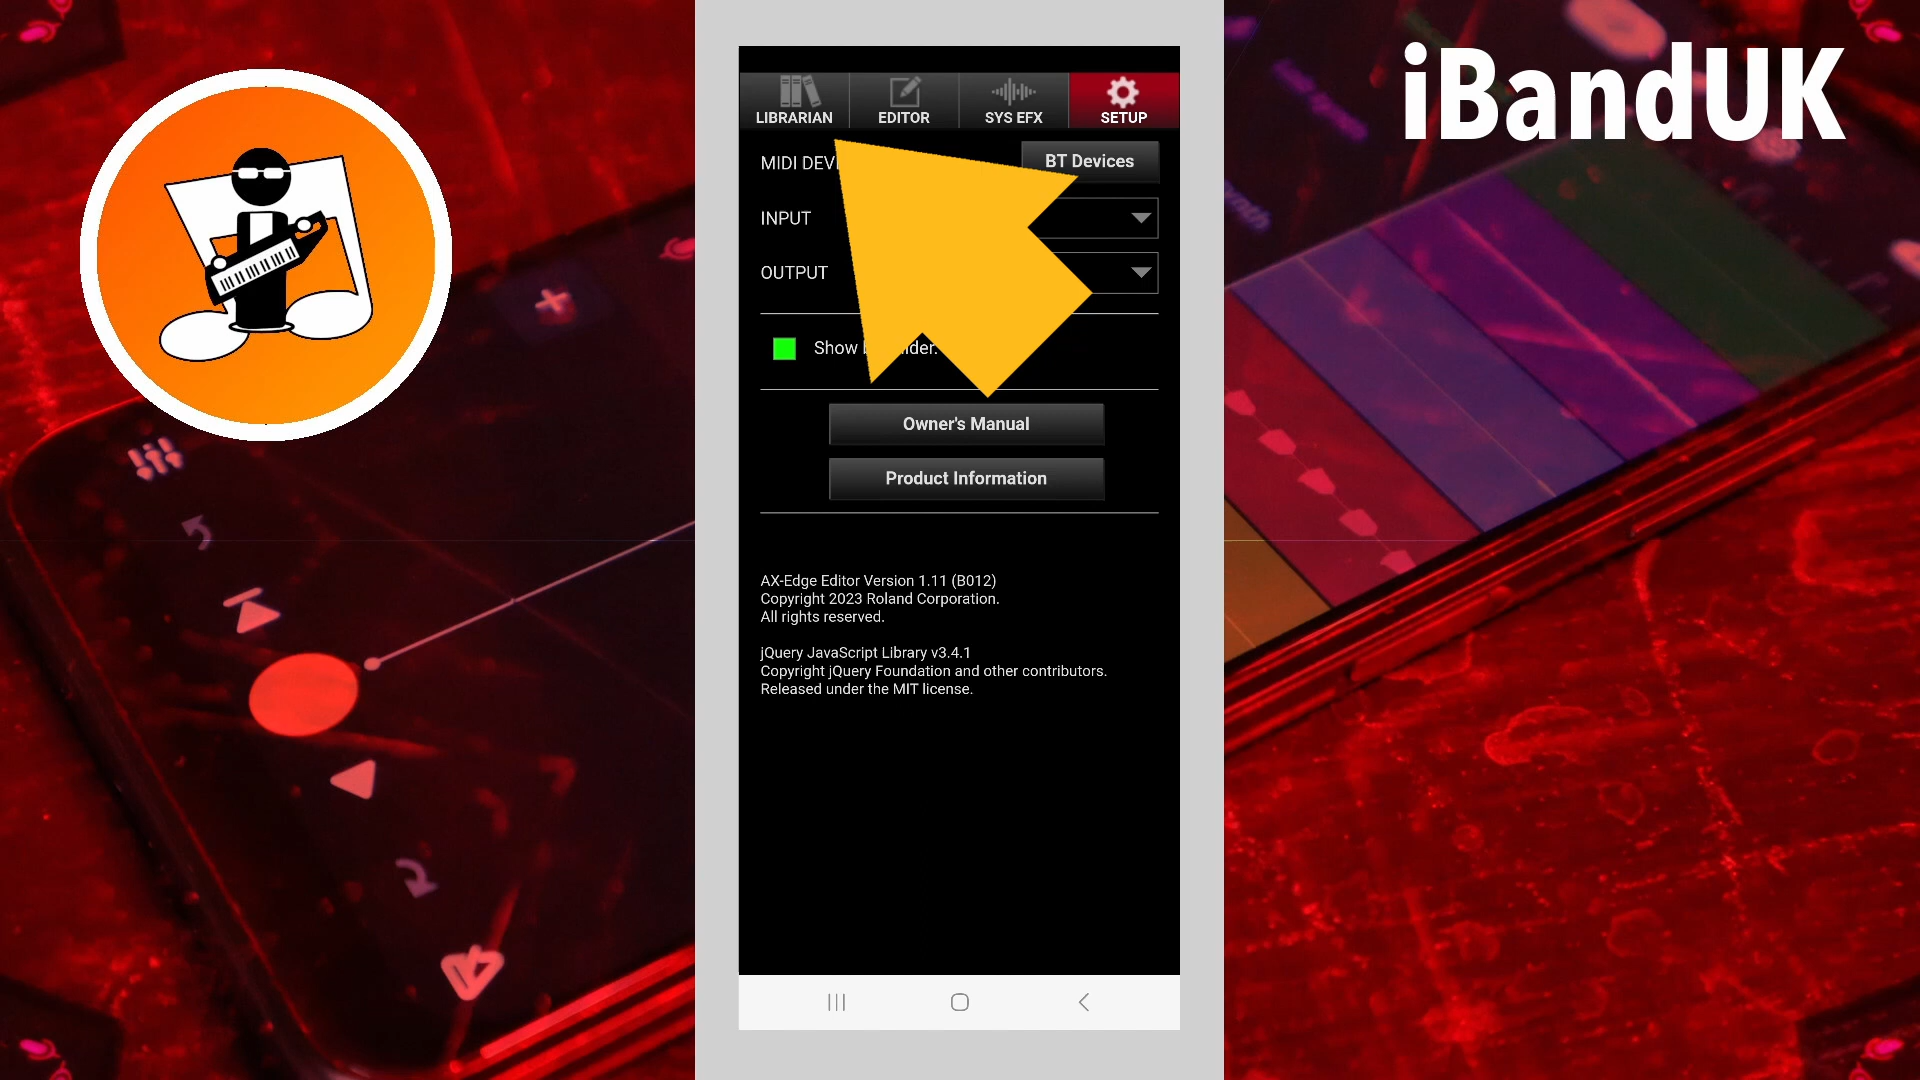 iBandUK
LIBRARIAN
EDITOR
SYS EFX
SETUP
MIDI DEV
BT Devices
INPUT
OUTPUT
Show
Owner's Manual
Product Information
AX-Edge Editor Version 1.11 (B012)
Copyright 2023 Roland Corporation.
All rights reserved.
jQuery JavaScript Library v3.4.1
Copyright jQuery Foundation and other contributors.
Released under the MIT license.